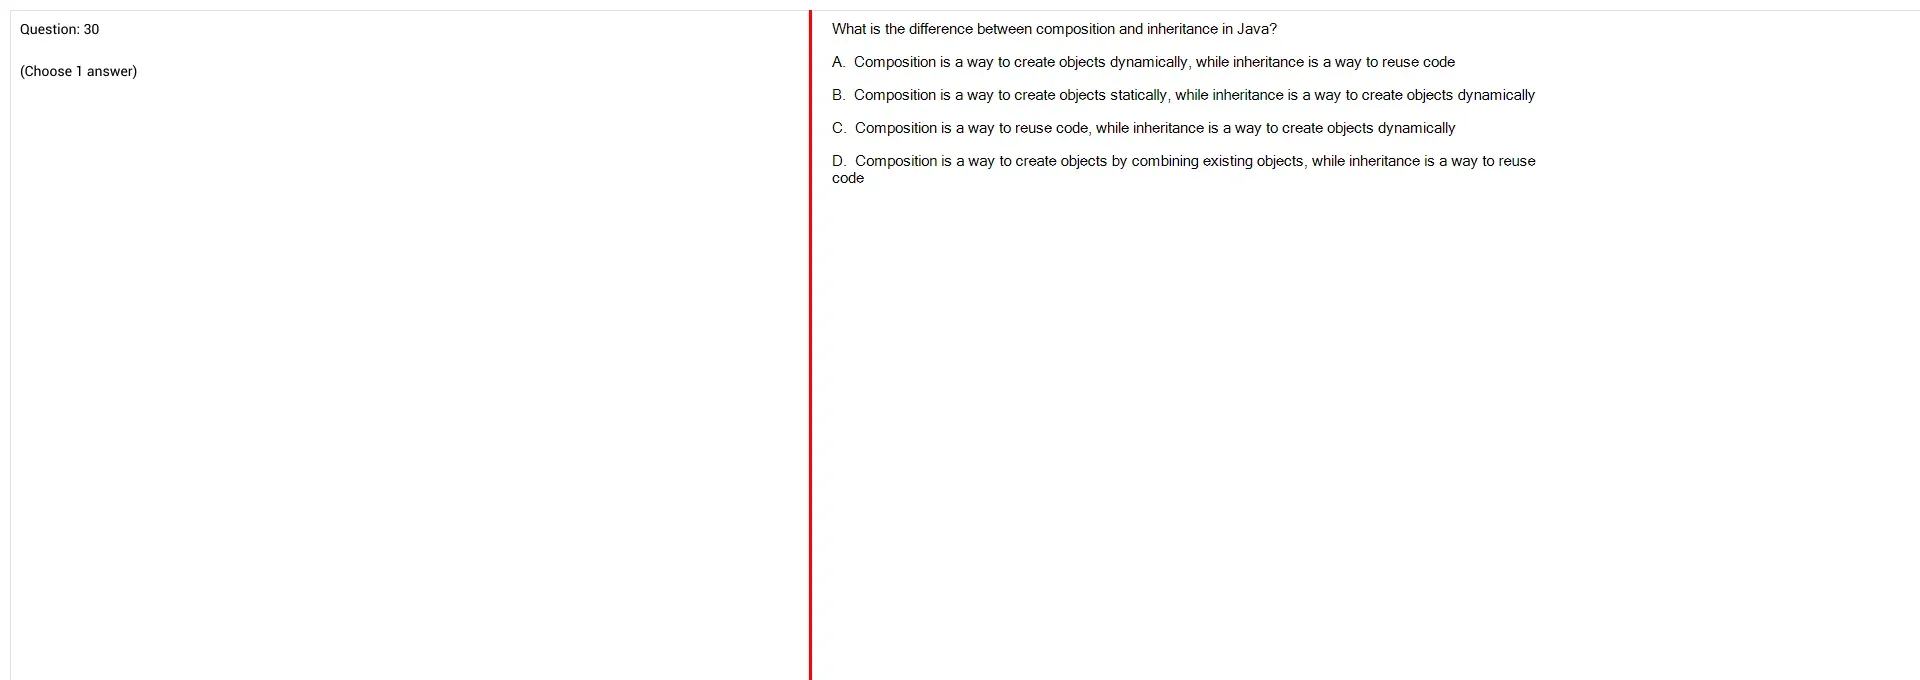 Question: 30
(Choose 1 answer)
What is the difference between composition and inheritance in Java?
A. Composition is a way to create objects dynamically, while inheritance is a way to reuse code
B. Composition is a way to create objects statically, while inheritance is a way to create objects dynamically
C. Composition is a way to reuse code, while inheritance is a way to create objects dynamically
D. Composition is a way to create objects by combining existing objects, while inheritance is a way to reuse
code